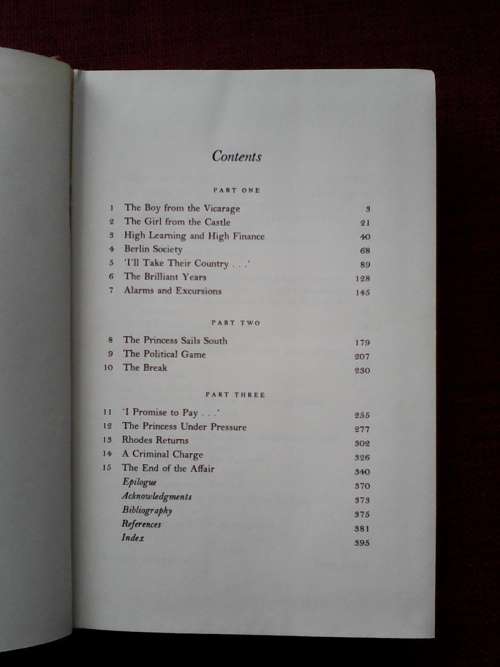 Contents
PART ONE
1 The Boy from the Vicarage 3
2 The Girl from the Castle 21
3 High Learning and High Finance 40
4 Berlin Society 68
5 'I'll Take Their Country . . .' 89
6 The Brilliant Years 128
7 Alarms and Excursions 145
PART TWO
8 The Princess Sails South 179
9 The Political Game 207
10 The Break 230
PART THREE
11 'I Promise to Pay . . .' 255
12 The Princess Under Pressure 277
13 Rhodes Returns 302
14 A Criminal Charge 326
15 The End of the Affair 340
Epilogue 370
Acknowledgments 373
Bibliography 375
References 381
Index 395